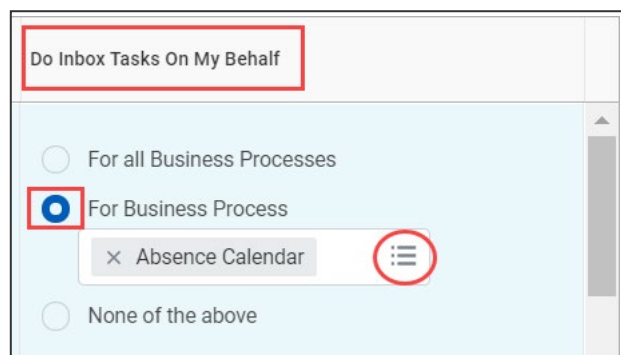 Do Inbox Tasks On My Behalf
For all Business Processes
For Business Process
Absence Calendar
None of the above